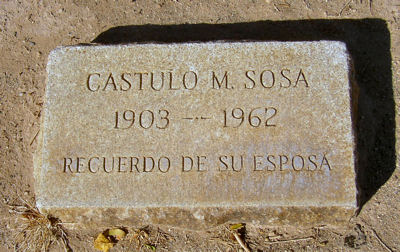 CASTULO M. SOSA
1903 -·- 1962
RECUERDO DE SU ESPOSA